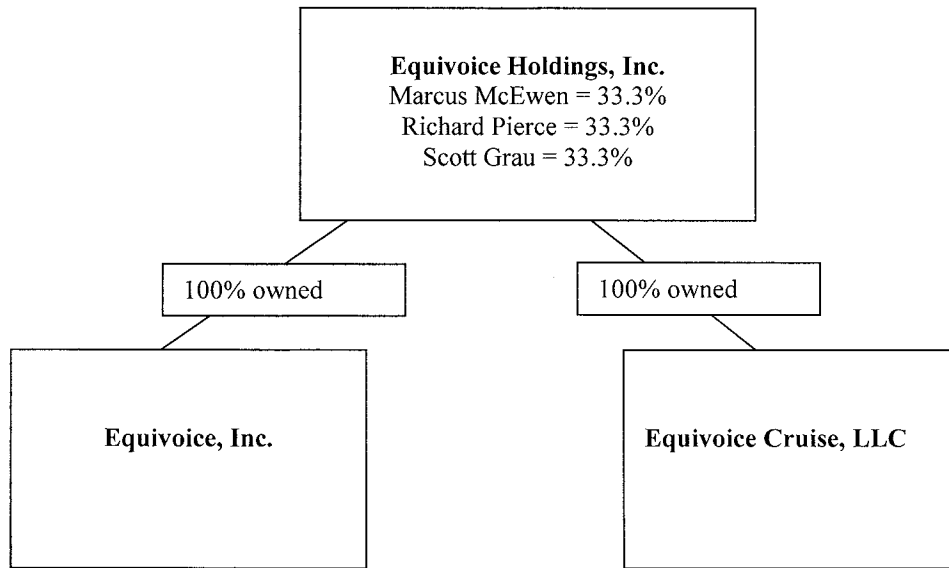 Equivoice Holdings, Inc.
Marcus McEwen = 33.3%
Richard Pierce = 33.3%
Scott Grau = 33.3%
100% owned
100% owned
Equivoice, Inc.
Equivoice Cruise, LLC